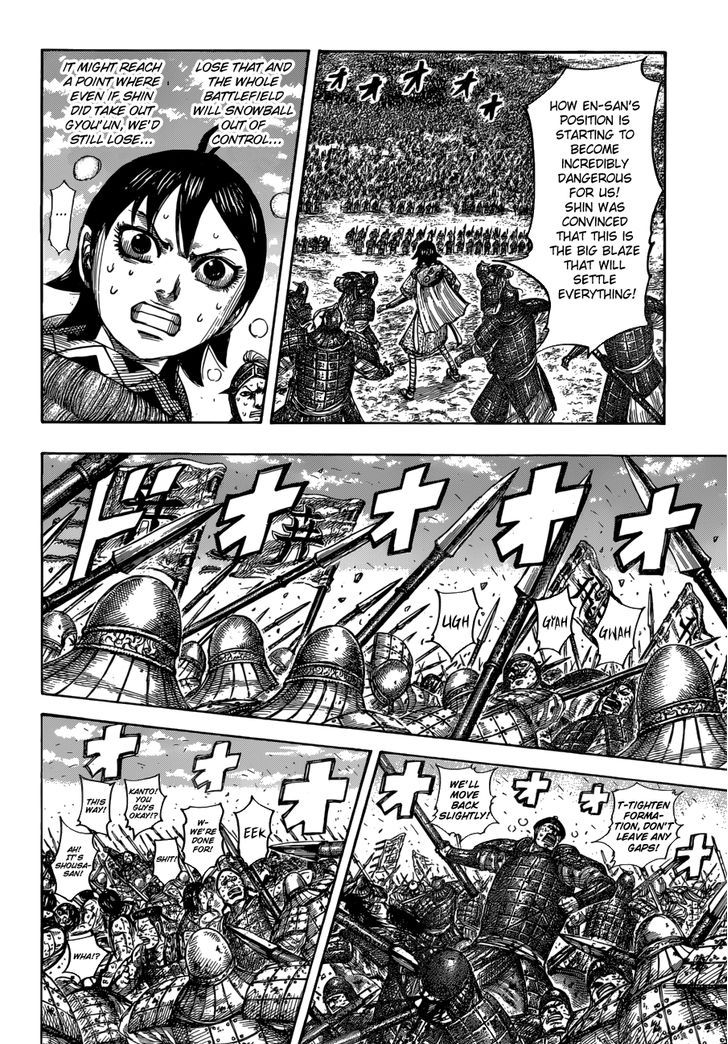 HOW EN-SAN'S
POSITION IS
STARTING TO
BECOME
INCREDIBLY
DANGEROUS
FOR US!
SHIN WAS
CONVINCED
THAT THIS IS
THE BIG BLAZE
THAT WILL
SETTLE
EVERYTHING!
オオオオオ
LOSE THAT AND
THE WHOLE
BATTLEFIELD
WILL SNOWBALL
OUT OF
CONTROL...
IT MIGHT REACH
A POINT WHERE
EVEN IF SHIN
DID TAKE OUT
GYOU'UN, WE'D
STILL LOSE...
...
ドオオオオ
GWAH
GYAH
UGH
T-TIGHTEN
FORMA-
TION, DON'T
LEAVE ANY
GAPS!
WE'LL
MOVE
BACK
SLIGHTLY!
オオオオ
EEK
W-
WE'RE
DONE
FOR!
KANTO!
YOU
GUYS
OKAY!?
SHIT!
THIS
WAY!
AH!
IT'S
SHOUSA-
SAN!
WHA!?
オオオ